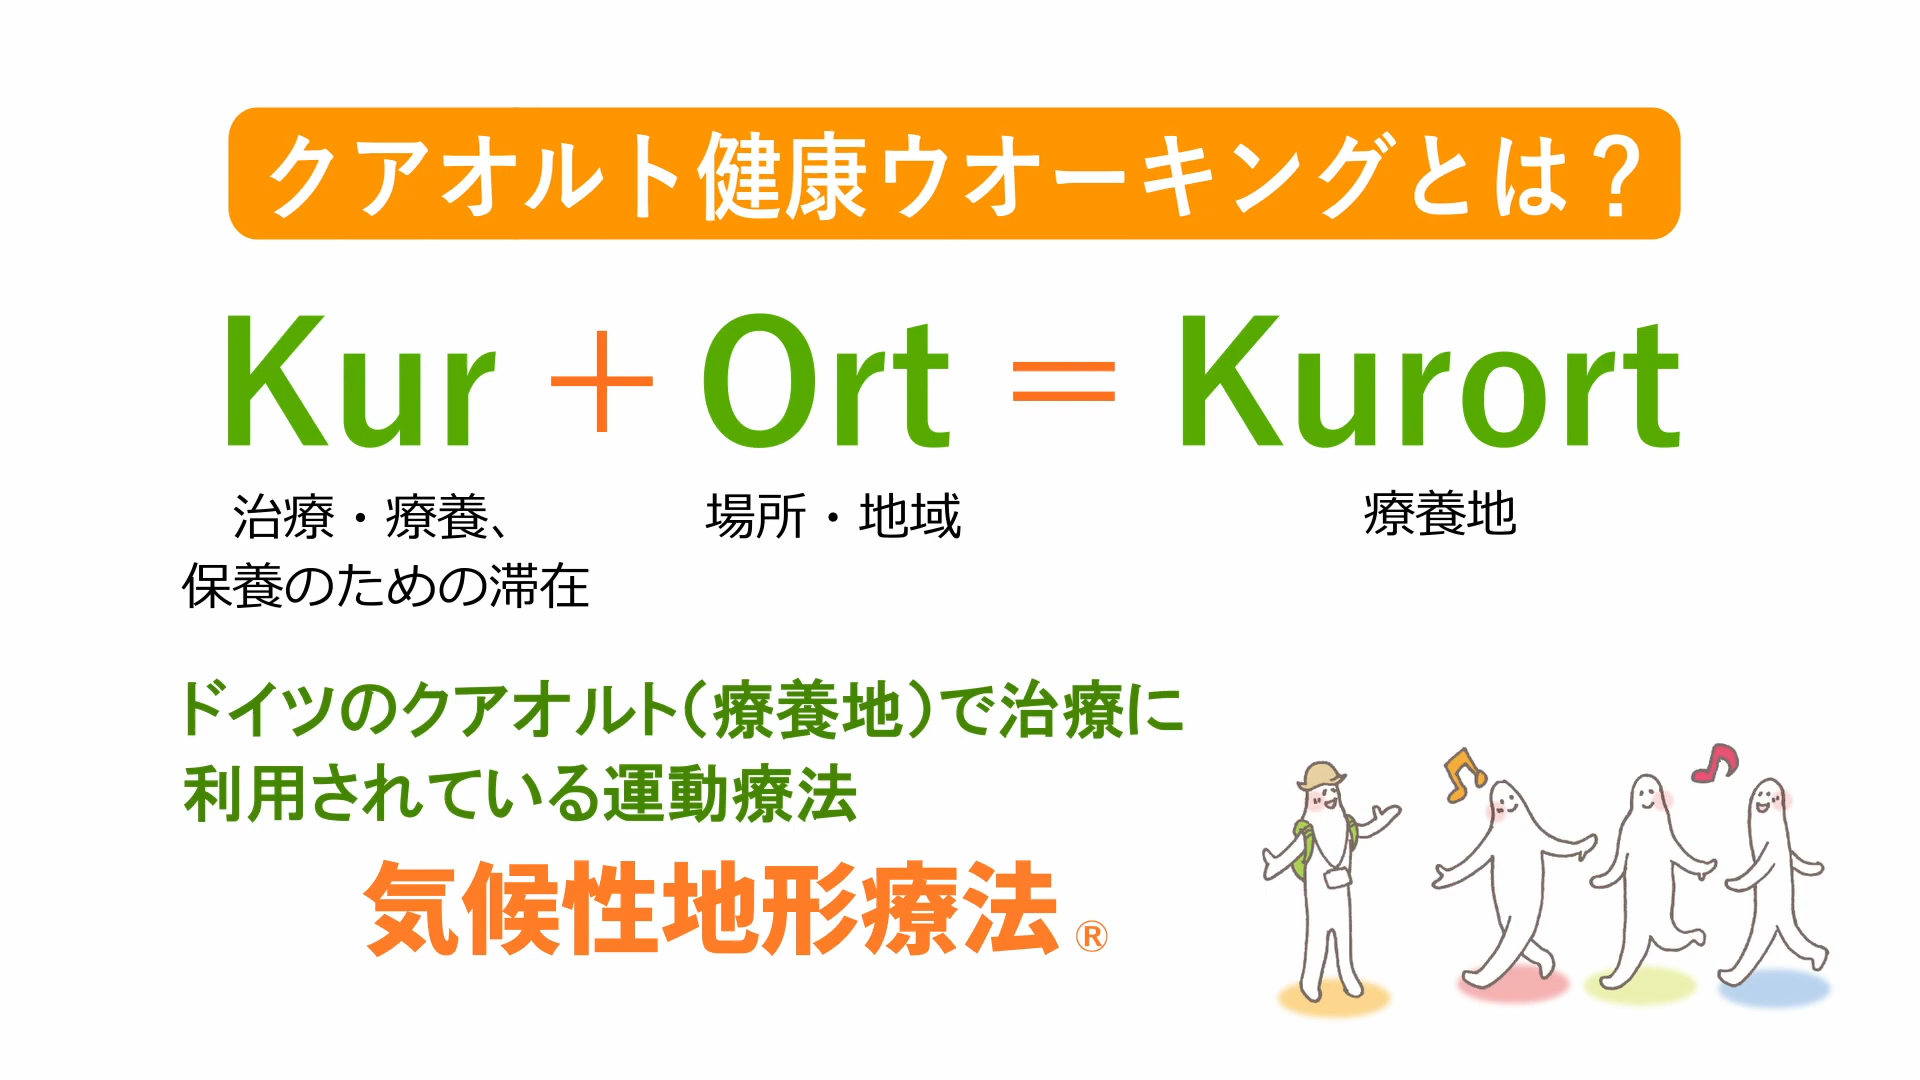 クアオルト健康ウオーキングとは？
Kur＋Ort＝Kurort
治療・療養、
保養のための滞在
場所・地域
療養地
ドイツのクアオルト（療養地）で治療に
利用されている運動療法
気候性地形療法®